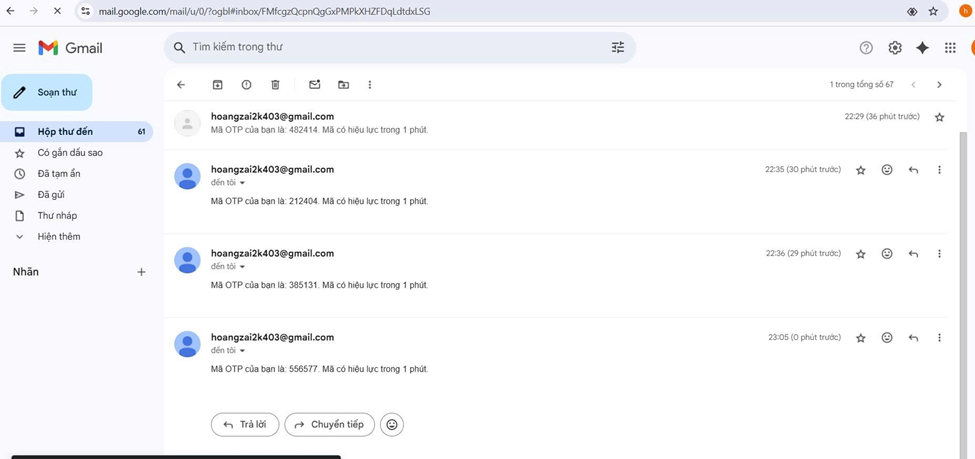 mail.google.com/mail/u/0/?ogbl#inbox/FMfcgzQcpnQgGxPMPkXHZFDqLdtdxLSG
h
Gmail
Tìm kiếm trong thư
Soạn thư
1 trong tổng số 67
Hộp thư đến 61
Có gắn dấu sao
Đã tạm ẩn
Đã gửi
Thư nháp
Hiện thêm
Nhãn
hoangzai2k403@gmail.com 22:29 (36 phút trước)
Mã OTP của bạn là: 482414. Mã có hiệu lực trong 1 phút.
hoangzai2k403@gmail.com 22:35 (30 phút trước)
đến tôi
Mã OTP của bạn là: 212404. Mã có hiệu lực trong 1 phút.
hoangzai2k403@gmail.com 22:36 (29 phút trước)
đến tôi
Mã OTP của bạn là: 385131. Mã có hiệu lực trong 1 phút.
hoangzai2k403@gmail.com 23:05 (0 phút trước)
đến tôi
Mã OTP của bạn là: 556577. Mã có hiệu lực trong 1 phút.
Trả lời Chuyển tiếp